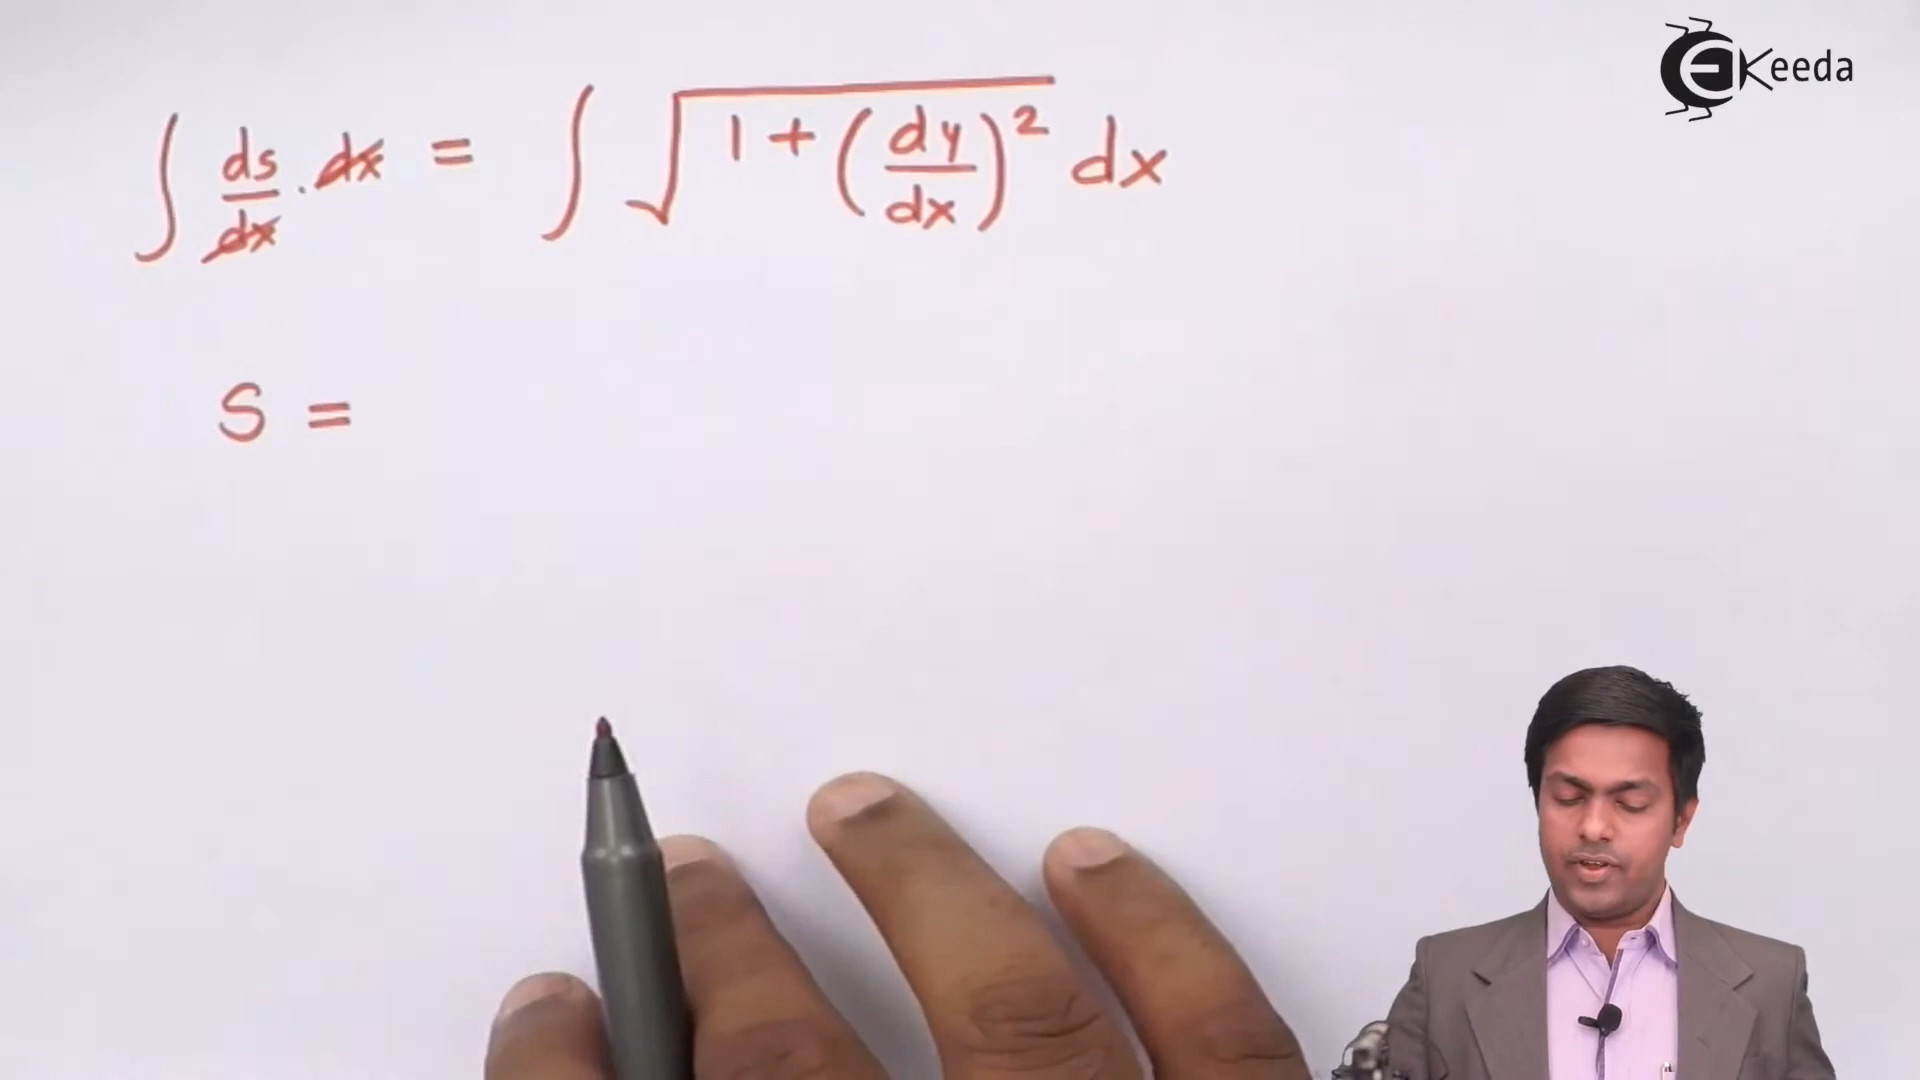 EKeeda
∫ ds/dx · dx = ∫ √(1 + (dy/dx)²) dx
S =